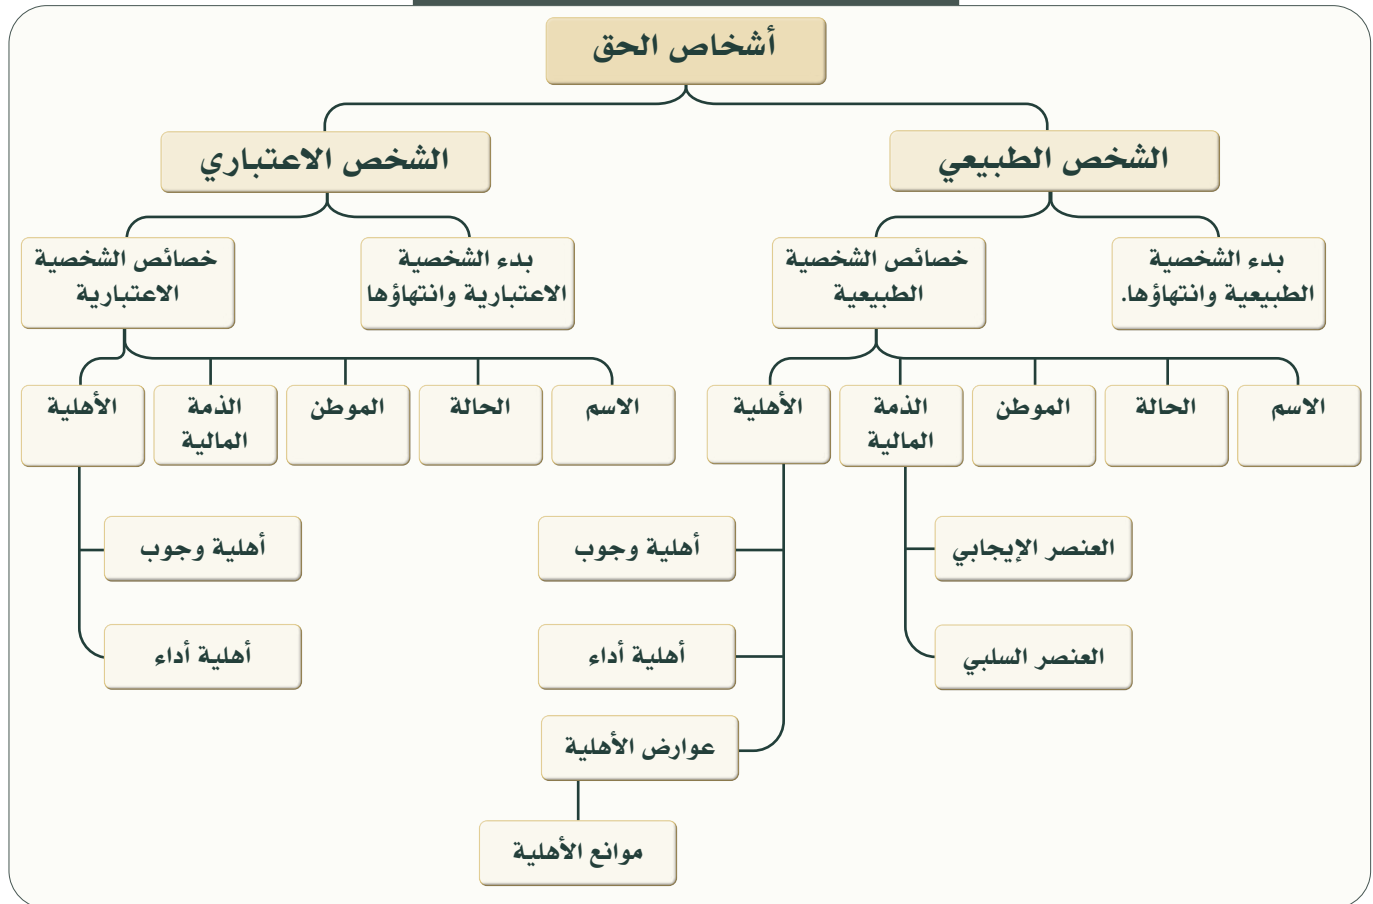 أشخاص الحق
الشخص الطبيعي
الشخص الاعتباري
بدء الشخصية
الطبيعية وانتهاؤها.
خصائص الشخصية
الطبيعية
بدء الشخصية
الاعتبارية وانتهاؤها
خصائص الشخصية
الاعتبارية
الاسم
الحالة
الموطن
الذمة
المالية
الأهلية
الاسم
الحالة
الموطن
الذمة
المالية
الأهلية
العنصر الإيجابي
أهلية وجوب
أهلية وجوب
العنصر السلبي
أهلية أداء
أهلية أداء
عوارض الأهلية
موانع الأهلية